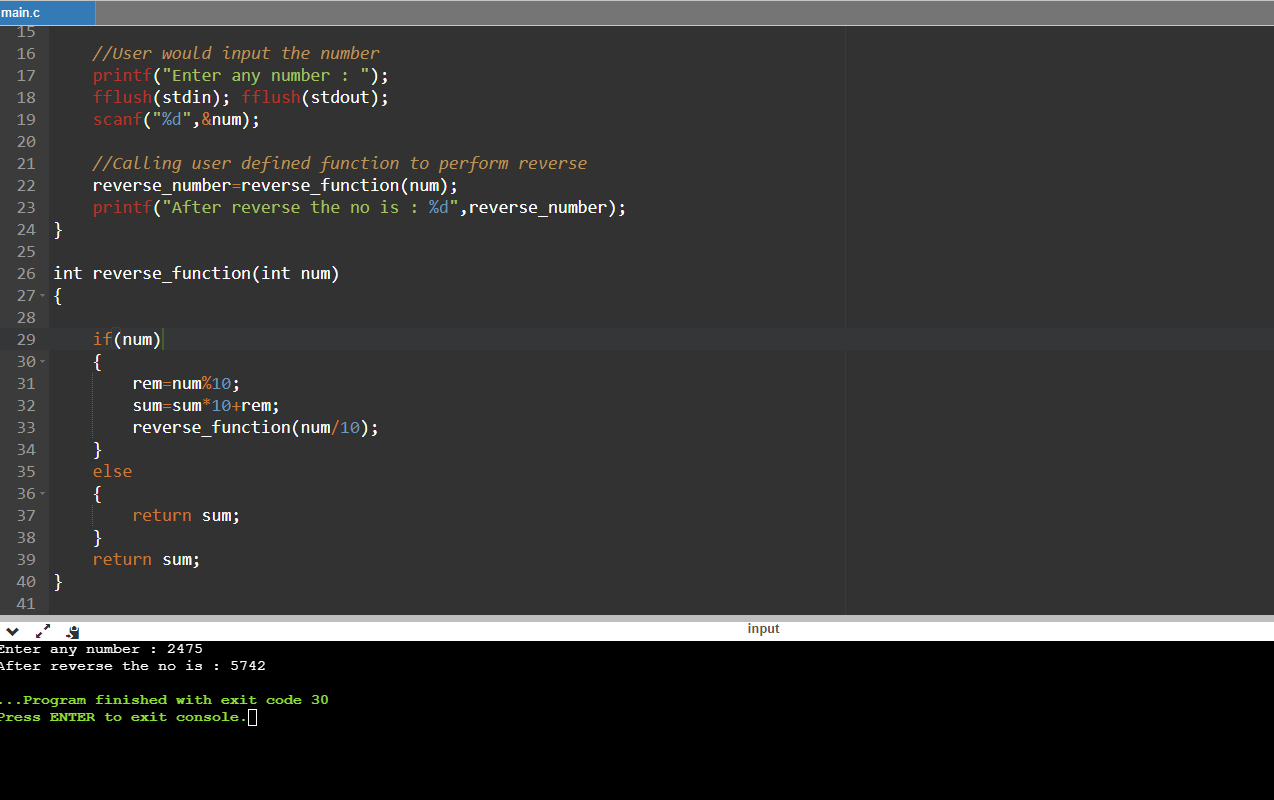 main.c
15
16 //User would input the number
17 printf("Enter any number : ");
18 fflush(stdin); fflush(stdout);
19 scanf("%d",&num);
20
21 //Calling user defined function to perform reverse
22 reverse_number=reverse_function(num);
23 printf("After reverse the no is : %d",reverse_number);
24 }
25
26 int reverse_function(int num)
27 {
28
29 if(num)
30 {
31 rem=num%10;
32 sum=sum*10+rem;
33 reverse_function(num/10);
34 }
35 else
36 {
37 return sum;
38 }
39 return sum;
40 }
41
input
Enter any number : 2475
After reverse the no is : 5742
...Program finished with exit code 30
Press ENTER to exit console.